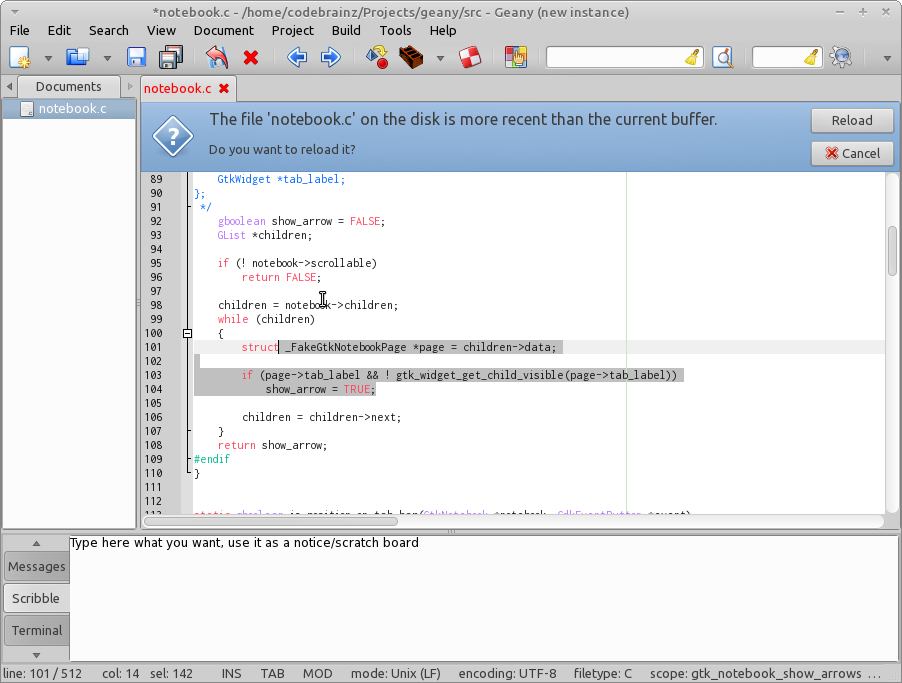 *notebook.c - /home/codebrainz/Projects/geany/src - Geany (new instance)
File Edit Search View Document Project Build Tools Help
Documents
notebook.c
notebook.c
The file 'notebook.c' on the disk is more recent than the current buffer.
Do you want to reload it?
Reload
Cancel
89 GtkWidget *tab_label;
90 };
91 */
92 gboolean show_arrow = FALSE;
93 GList *children;
94
95 if (! notebook->scrollable)
96 return FALSE;
97
98 children = notebook->children;
99 while (children)
100 {
101 struct _FakeGtkNotebookPage *page = children->data;
102
103 if (page->tab_label && ! gtk_widget_get_child_visible(page->tab_label))
104 show_arrow = TRUE;
105
106 children = children->next;
107 }
108 return show_arrow;
109 #endif
110 }
111
112
Type here what you want, use it as a notice/scratch board
Messages
Scribble
Terminal
line: 101 / 512 col: 14 sel: 142 INS TAB MOD mode: Unix (LF) encoding: UTF-8 filetype: C scope: gtk_notebook_show_arrows ...